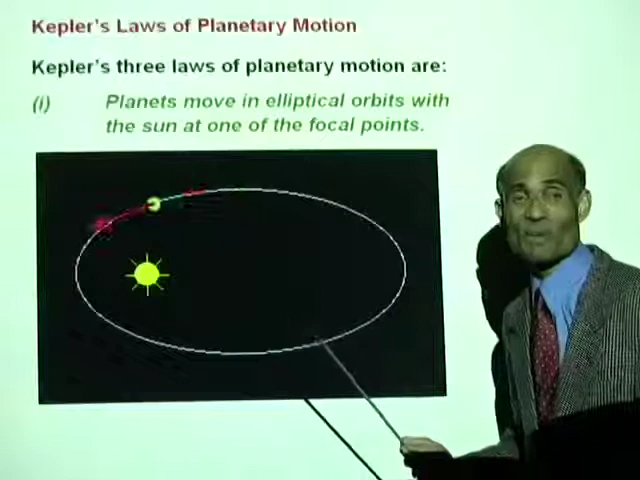 Kepler's Laws of Planetary Motion
Kepler's three laws of planetary motion are:
(i) Planets move in elliptical orbits with
the sun at one of the focal points.